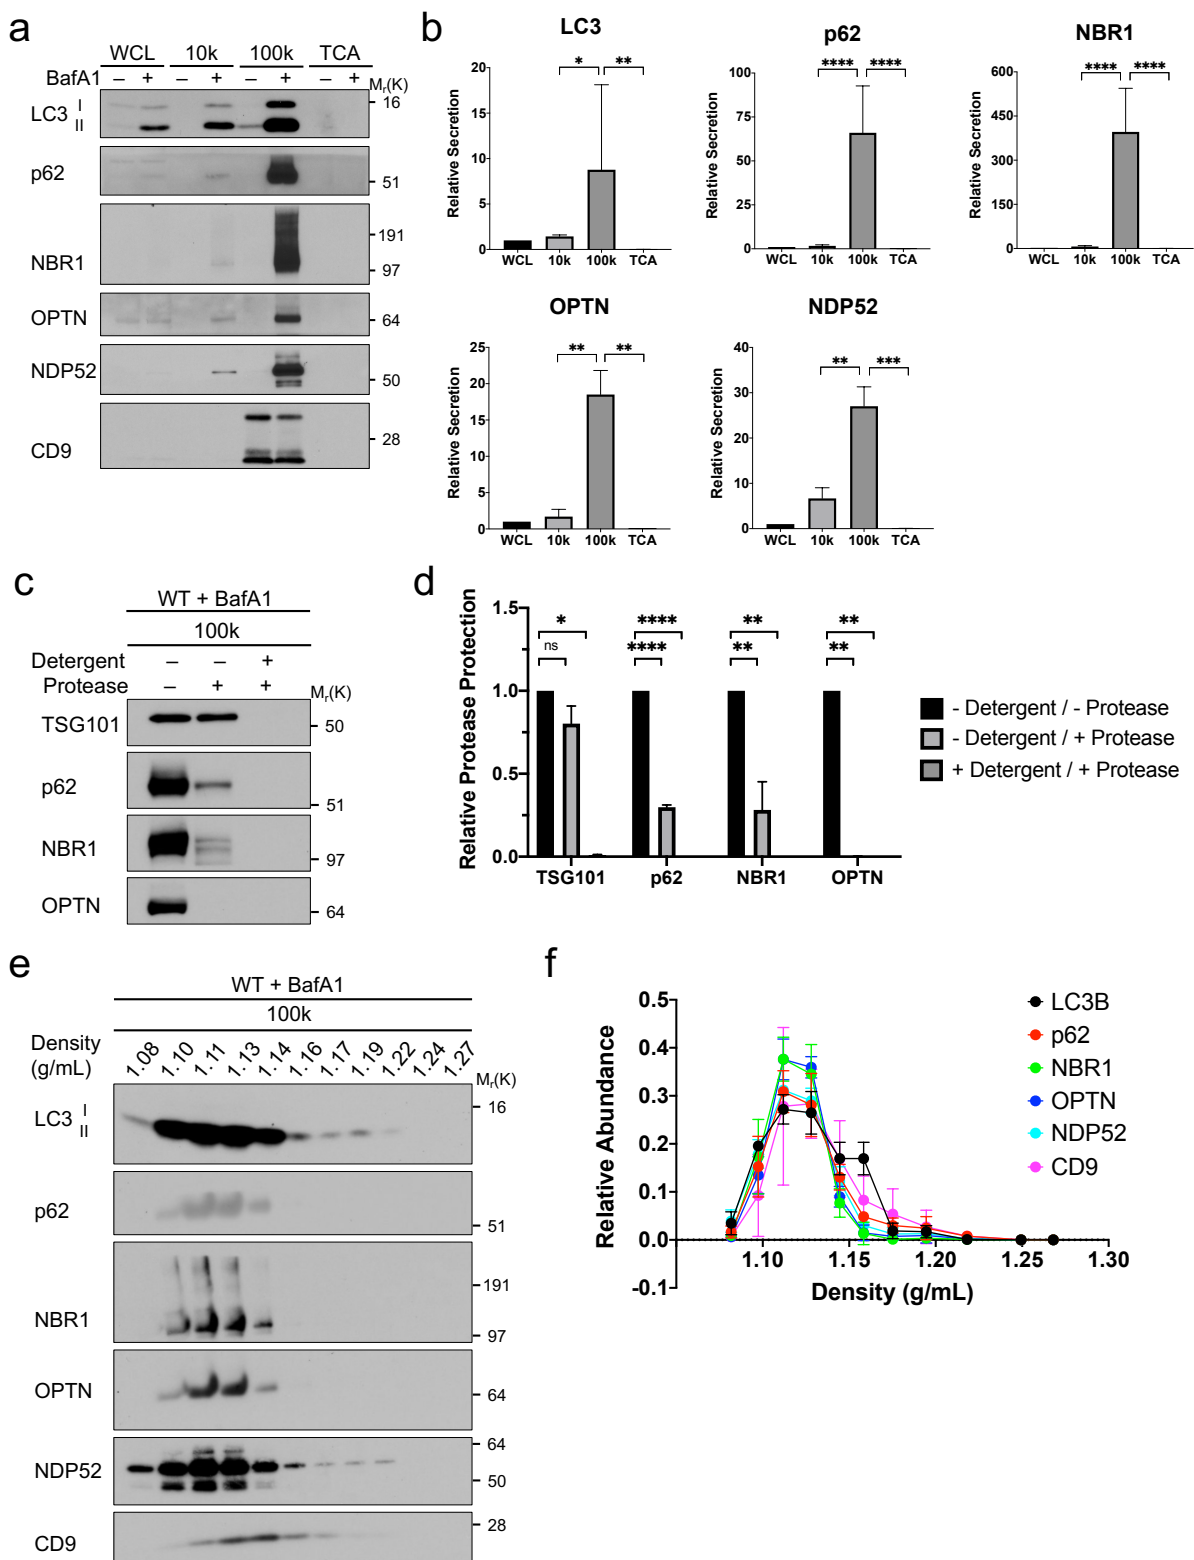 a
WCL 10k 100k TCA
BafA1 – + – + – + – + Mr(K)
LC3 I II 16
p62 51
NBR1 191 97
OPTN 64
NDP52 50
CD9 28
b
LC3
Relative Secretion
20 15 10 5 0
* **
WCL 10k 100k TCA
p62
Relative Secretion
100 75 50 25 0
**** ****
WCL 10k 100k TCA
NBR1
Relative Secretion
600 450 300 150 0
**** ****
WCL 10k 100k TCA
OPTN
Relative Secretion
25 20 15 10 5 0
** **
WCL 10k 100k TCA
NDP52
Relative Secretion
40 30 20 10 0
** ***
WCL 10k 100k TCA
c
WT + BafA1
100k
Detergent – – +
Protease – + + Mr(K)
TSG101 50
p62 51
NBR1 97
OPTN 64
d
Relative Protease Protection
1.5 1.0 0.5 0.0
* **** ** **
ns **** ** **
TSG101 p62 NBR1 OPTN
- Detergent / - Protease
- Detergent / + Protease
+ Detergent / + Protease
e
WT + BafA1
100k
Density (g/mL)
1.08 1.10 1.11 1.13 1.14 1.16 1.17 1.19 1.22 1.24 1.27
Mr(K)
LC3 I II 16
p62 51
NBR1 191 97
OPTN 64
NDP52 64 50
CD9 28
f
Relative Abundance
0.5 0.4 0.3 0.2 0.1 0.0 -0.1
1.10 1.15 1.20 1.25 1.30
Density (g/mL)
LC3B
p62
NBR1
OPTN
NDP52
CD9